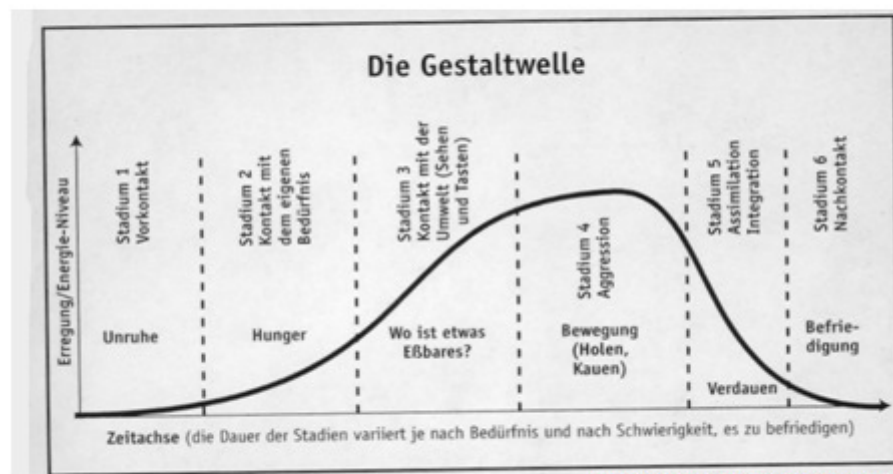 Die Gestaltwelle
Erregung/Energie-Niveau
Stadium 1
Vorkontakt
Stadium 2
Kontakt mit
dem eigenen
Bedürfnis
Stadium 3
Kontakt mit der
Umwelt (Sehen
und Tasten)
Stadium 4
Aggression
Stadium 5
Assimilation
Integration
Stadium 6
Nachkontakt
Unruhe
Hunger
Wo ist etwas
Eßbares?
Bewegung
(Holen,
Kauen)
Verdauen
Befrie-
digung
Zeitachse (die Dauer der Stadien variiert je nach Bedürfnis und nach Schwierigkeit, es zu befriedigen)